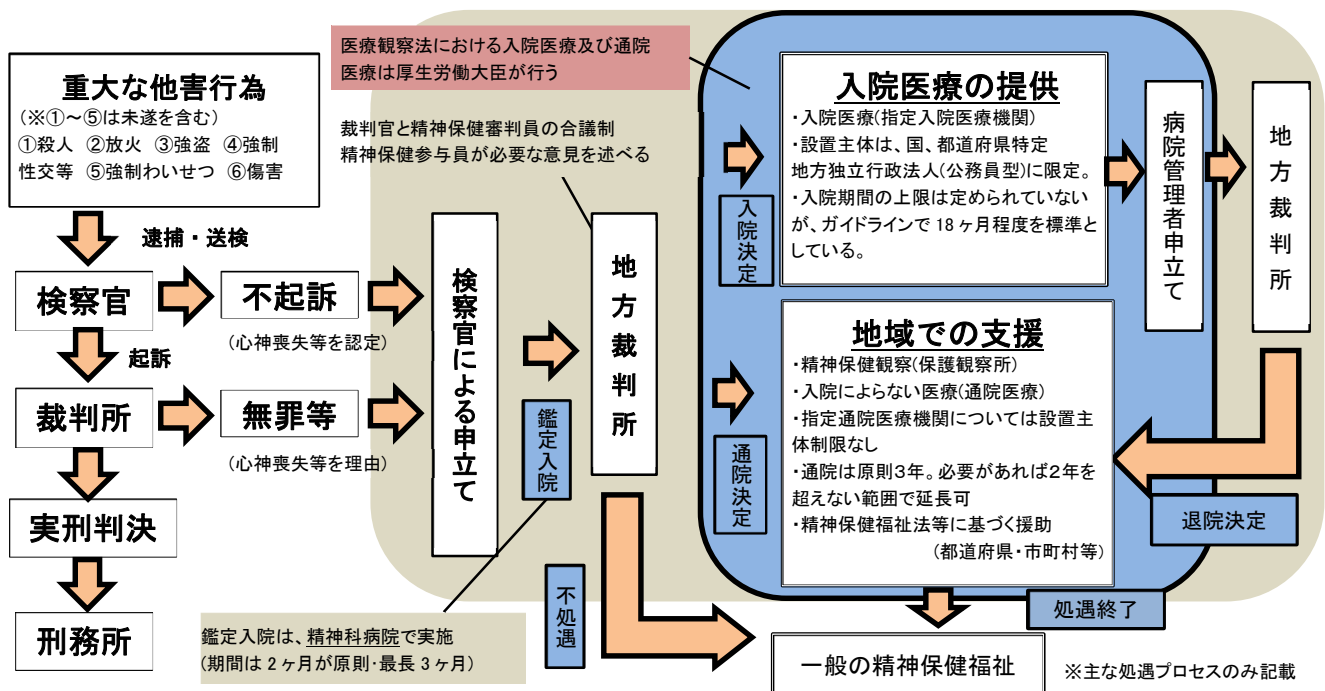 重大な他害行為
(※①～⑤は未遂を含む)
①殺人 ②放火 ③強盗 ④強制
性交等 ⑤強制わいせつ ⑥傷害
逮捕・送検
検察官
不起訴
(心神喪失等を認定)
起訴
裁判所
無罪等
(心神喪失等を理由)
実刑判決
刑務所
医療観察法における入院医療及び通院
医療は厚生労働大臣が行う
裁判官と精神保健審判員の合議制
精神保健参与員が必要な意見を述べる
検察官による申立て
鑑定入院
地方裁判所
鑑定入院は、精神科病院で実施
(期間は２ヶ月が原則・最長３ヶ月)
不処遇
入院決定
通院決定
入院医療の提供
・入院医療(指定入院医療機関)
・設置主体は、国、都道府県特定
地方独立行政法人(公務員型)に限定。
・入院期間の上限は定められていない
が、ガイドラインで 18 ヶ月程度を標準と
している。
地域での支援
・精神保健観察(保護観察所)
・入院によらない医療(通院医療)
・指定通院医療機関については設置主
体制限なし
・通院は原則３年。必要があれば２年を
超えない範囲で延長可
・精神保健福祉法等に基づく援助
(都道府県・市町村等)
病院管理者申立て
地方裁判所
退院決定
処遇終了
一般の精神保健福祉
※主な処遇プロセスのみ記載